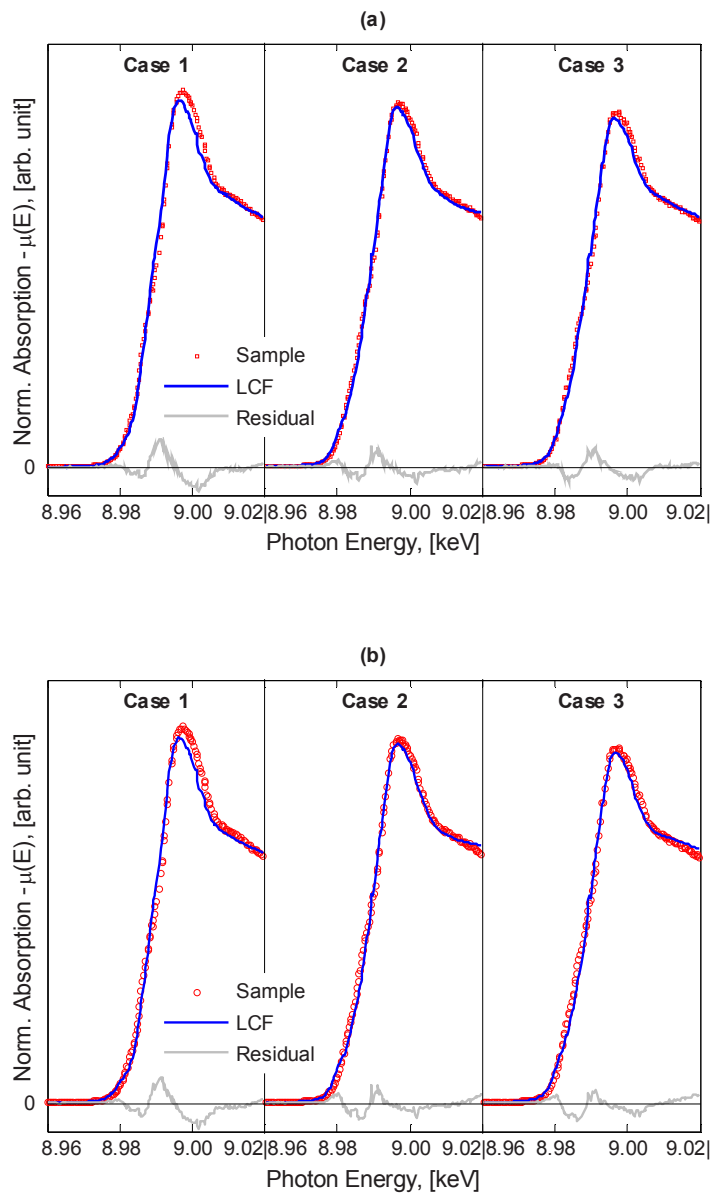 (a)
Case 1 Case 2 Case 3
Norm. Absorption - μ(E), [arb. unit]
Sample
LCF
Residual
0
8.96 8.98 9.00 9.02|8.96 8.98 9.00 9.02|8.96 8.98 9.00 9.02|
Photon Energy, [keV]
(b)
Case 1 Case 2 Case 3
Norm. Absorption - μ(E), [arb. unit]
Sample
LCF
Residual
0
8.96 8.98 9.00 9.02|8.96 8.98 9.00 9.02|8.96 8.98 9.00 9.02|
Photon Energy, [keV]